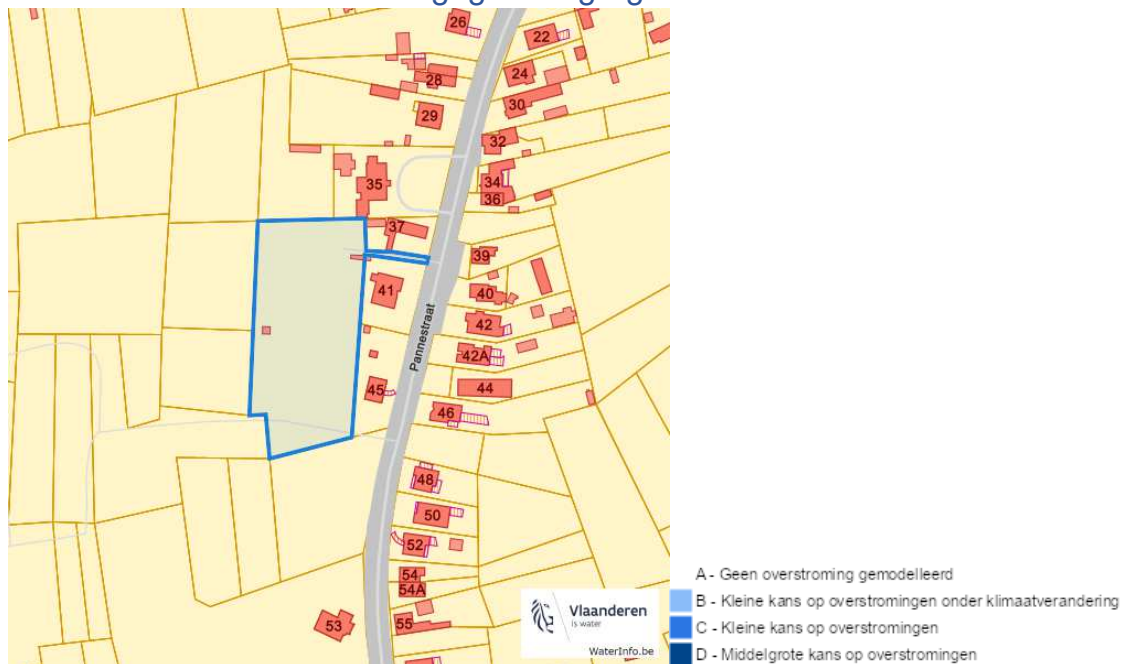 26
22
28
24
30
29
32
35
34
36
37
39
41
40
42
Pannestraat
42A
45
44
46
48
50
52
54
54A
53
55
Vlaanderen
is water
WaterInfo.be
A - Geen overstroming gemodelleerd
B - Kleine kans op overstromingen onder klimaatverandering
C - Kleine kans op overstromingen
D - Middelgrote kans op overstromingen